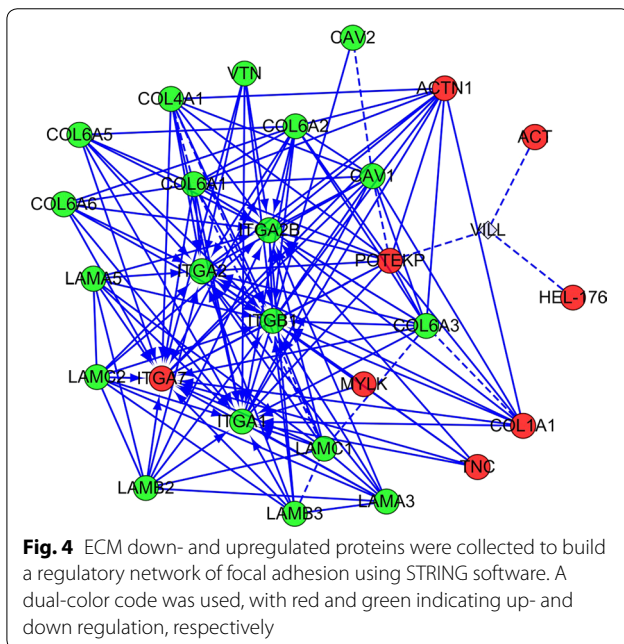 CAV2
VTN
ACTN1
COL4A1
COL6A2
COL6A5
ACT
CAV1
COL6A1
COL6A6
ITGA2B
VILL
POTEKP
ITGA2
LAMA5
HEL-176
ITGB1
COL6A3
LAMC2
ITGA7
MYLK
ITGA1
COL1A1
LAMC1
TNC
LAMB2
LAMA3
LAMB3
Fig. 4 ECM down- and upregulated proteins were collected to build
a regulatory network of focal adhesion using STRING software. A
dual-color code was used, with red and green indicating up- and
down regulation, respectively